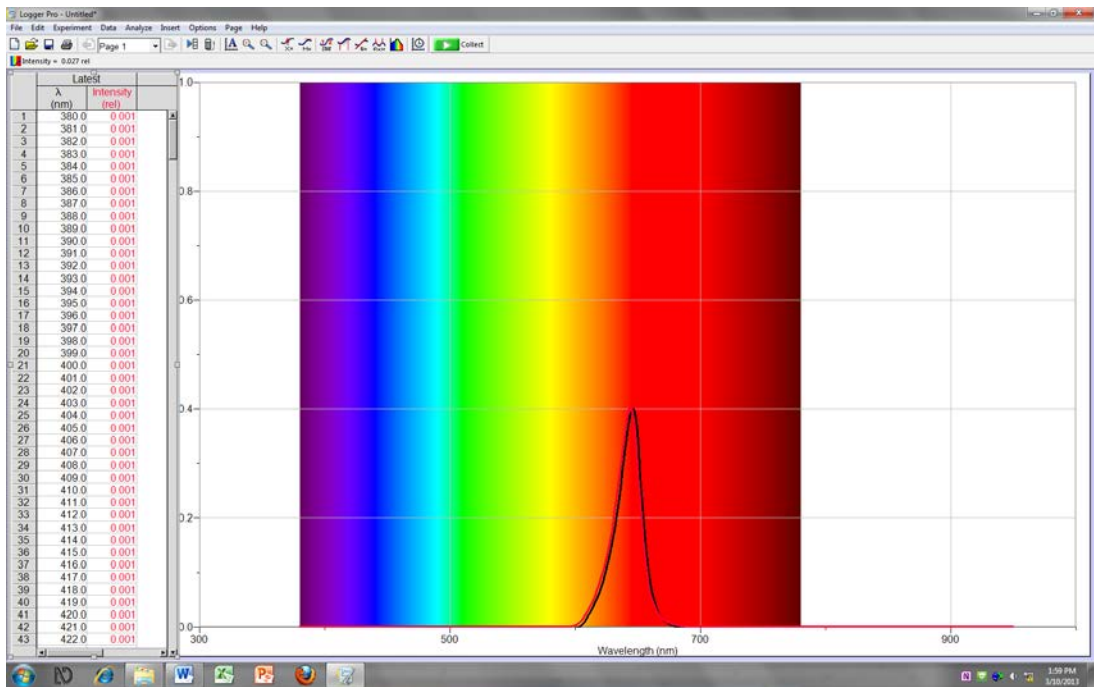 Logger Pro - Untitled*
File Edit Experiment Data Analyze Insert Options Page Help
Page 1
Collect
Intensity = 0.027 rel
Latest
λ Intensity
(nm) (rel)
1 380.0 0.001
2 381.0 0.001
3 382.0 0.001
4 383.0 0.001
5 384.0 0.001
6 385.0 0.001
7 386.0 0.001
8 387.0 0.001
9 388.0 0.001
10 389.0 0.001
11 390.0 0.001
12 391.0 0.001
13 392.0 0.001
14 393.0 0.001
15 394.0 0.001
16 395.0 0.001
17 396.0 0.001
18 397.0 0.001
19 398.0 0.001
20 399.0 0.001
21 400.0 0.001
22 401.0 0.001
23 402.0 0.001
24 403.0 0.001
25 404.0 0.001
26 405.0 0.001
27 406.0 0.001
28 407.0 0.001
29 408.0 0.001
30 409.0 0.001
31 410.0 0.001
32 411.0 0.001
33 412.0 0.001
34 413.0 0.001
35 414.0 0.001
36 415.0 0.001
37 416.0 0.001
38 417.0 0.001
39 418.0 0.001
40 419.0 0.001
41 420.0 0.001
42 421.0 0.001
43 422.0 0.001
1.0
0.8
0.6
0.4
0.2
0.0
300 500 700 900
Wavelength (nm)
1:59 PM
3/10/2013